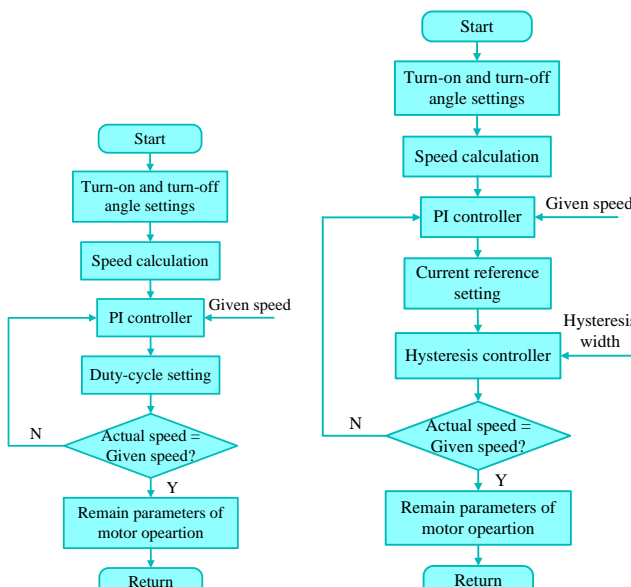 Start
Turn-on and turn-off
angle settings
Speed calculation
PI controller
Given speed
Duty-cycle setting
N
Actual speed =
Given speed?
Y
Remain parameters of
motor opeartion
Return
Start
Turn-on and turn-off
angle settings
Speed calculation
PI controller
Given speed
Current reference
setting
Hysteresis
width
Hysteresis controller
N
Actual speed =
Given speed?
Y
Remain parameters of
motor opeartion
Return